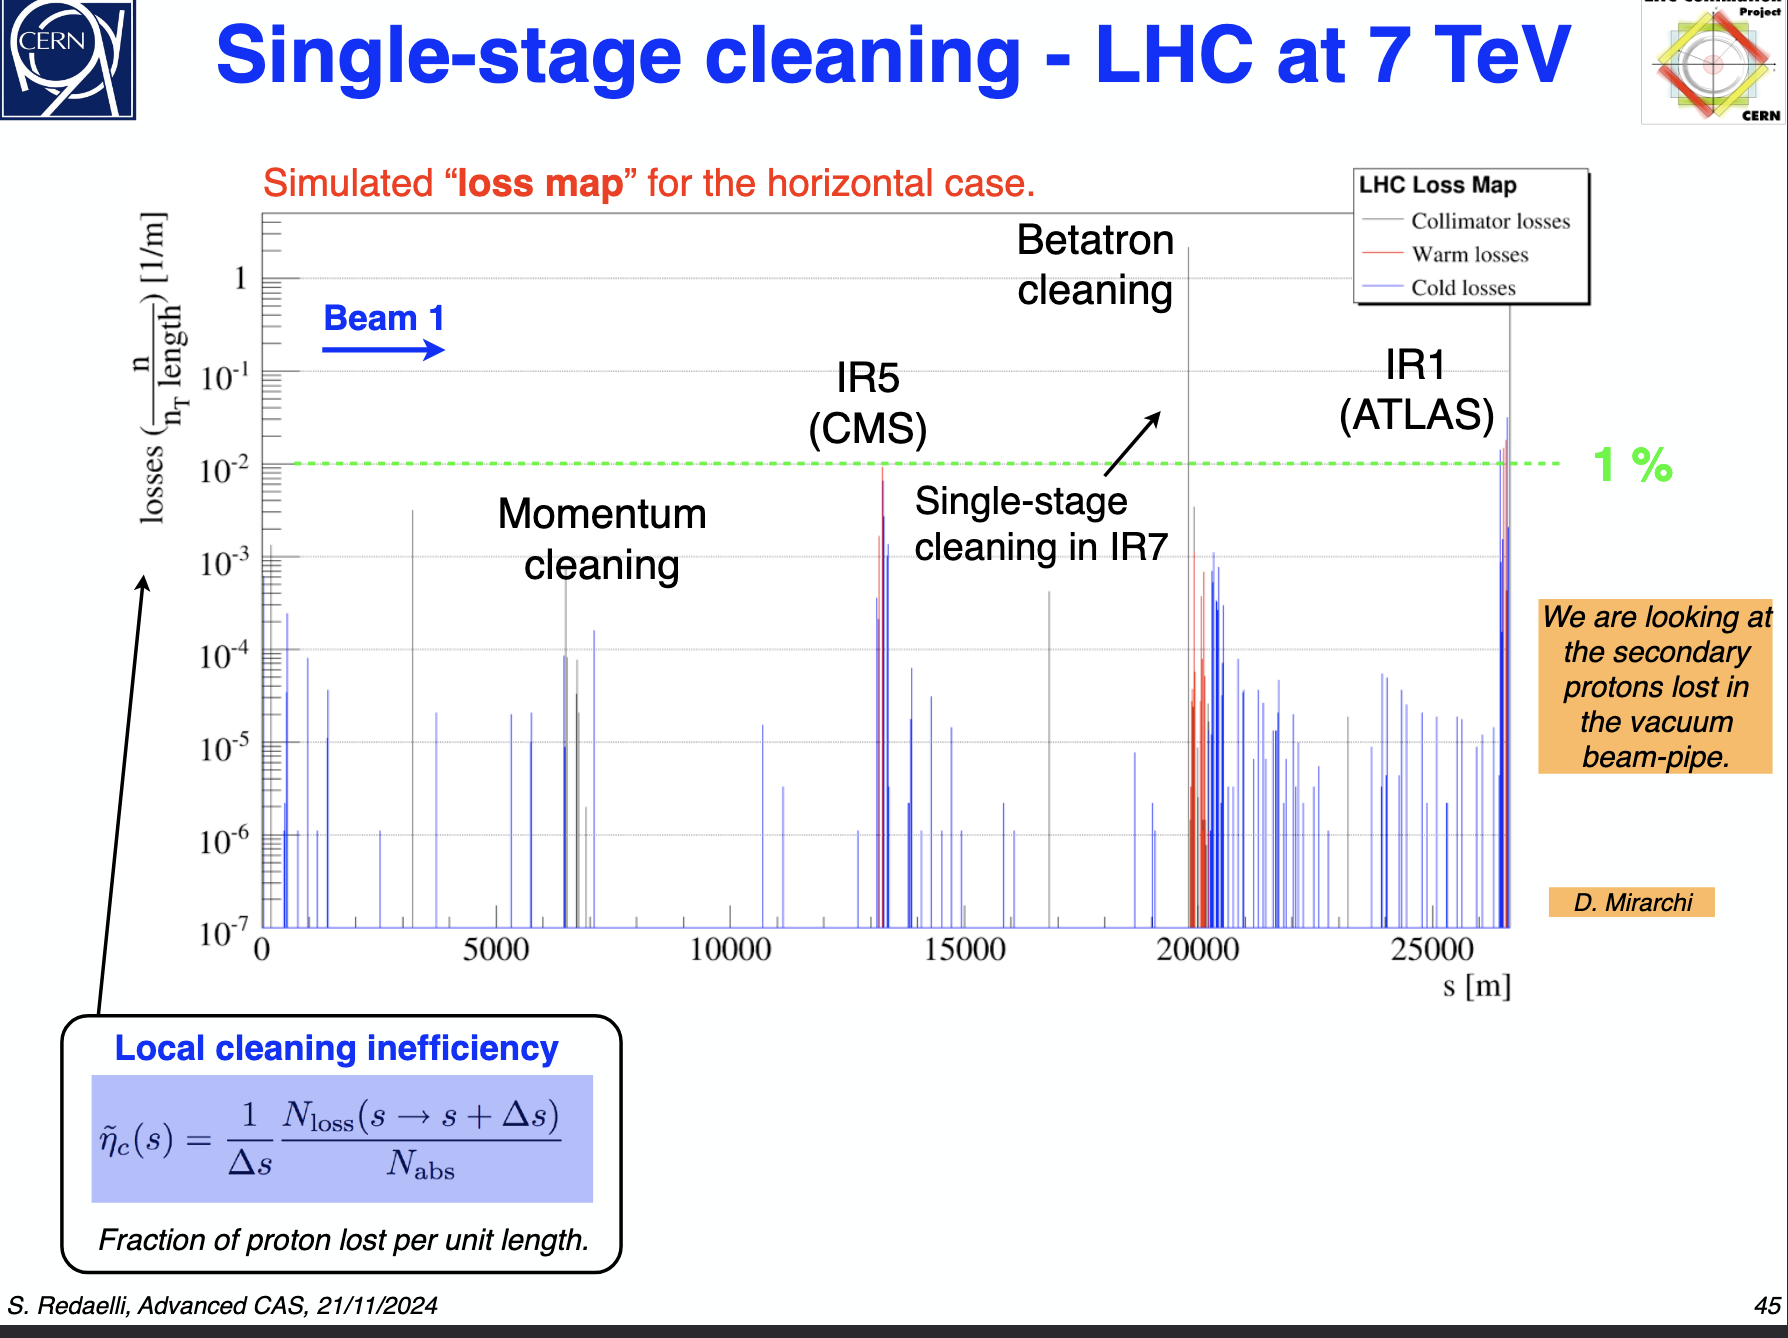 CERN
Single-stage cleaning - LHC at 7 TeV
Project
CERN
Simulated “loss map” for the horizontal case.
LHC Loss Map
Collimator losses
Warm losses
Cold losses
losses (n / n_T length) [1/m]
1
10^-1
10^-2
10^-3
10^-4
10^-5
10^-6
10^-7
Beam 1
Betatron
cleaning
IR5
(CMS)
IR1
(ATLAS)
1 %
Momentum
cleaning
Single-stage
cleaning in IR7
We are looking at
the secondary
protons lost in
the vacuum
beam-pipe.
D. Mirarchi
0 5000 10000 15000 20000 25000
s [m]
Local cleaning inefficiency
η̃_c(s) = 1/Δs N_loss(s → s + Δs)/N_abs
Fraction of proton lost per unit length.
S. Redaelli, Advanced CAS, 21/11/2024
45